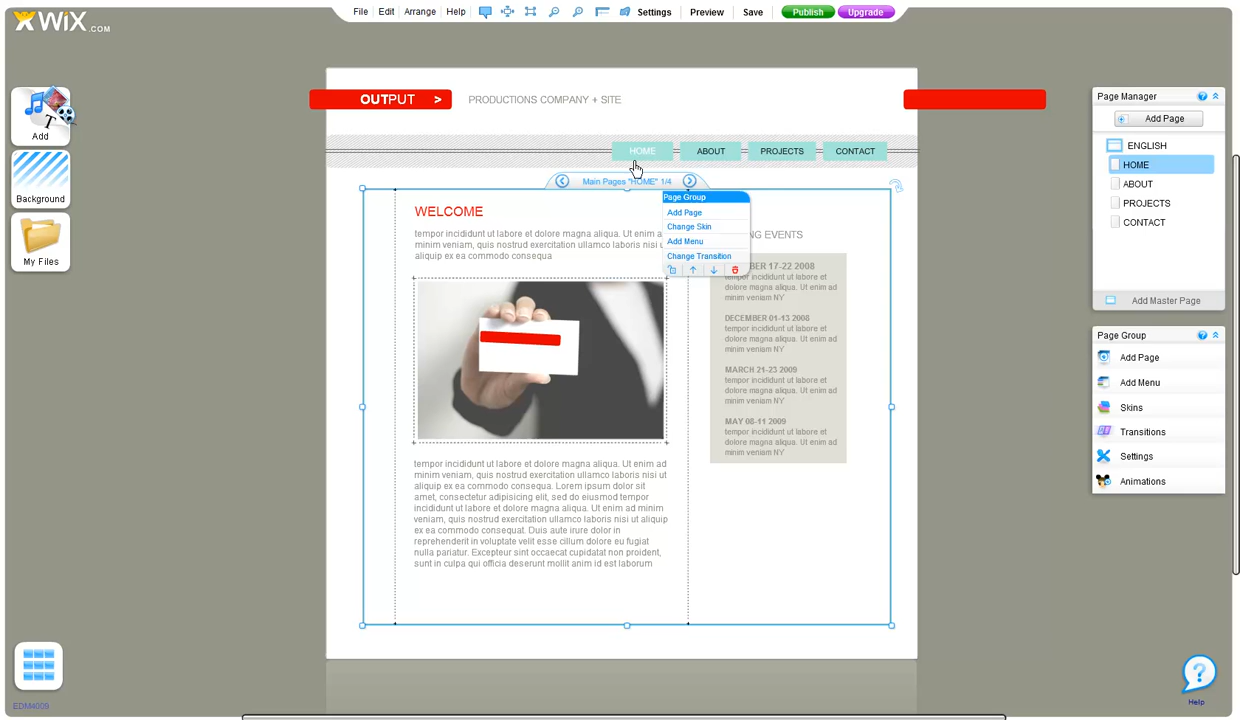 WiX.COM
File Edit Arrange Help Settings Preview Save Publish Upgrade
Add
Background
My Files
OUTPUT >
PRODUCTIONS COMPANY + SITE
HOME ABOUT PROJECTS CONTACT
Main Pages "HOME" 1/4
Page Group
Add Page
Change Skin
Add Menu
Change Transition
WELCOME
tempor incididunt ut labore et dolore magna aliqua. Ut enim a
minim veniam, quis nostrud exercitation ullamco laboris nisi u
aliquip ex ea commodo consequa
NG EVENTS
BER 17-22 2008
tempor incididunt ut labore et
dolore magna aliqua. Ut enim ad
minim veniam NY
DECEMBER 01-13 2008
tempor incididunt ut labore et
dolore magna aliqua. Ut enim ad
minim veniam NY
MARCH 21-23 2009
tempor incididunt ut labore et
dolore magna aliqua. Ut enim ad
minim veniam NY
MAY 08-11 2009
tempor incididunt ut labore et
dolore magna aliqua. Ut enim ad
minim veniam NY
tempor incididunt ut labore et dolore magna aliqua. Ut enim ad
minim veniam, quis nostrud exercitation ullamco laboris nisi ut
aliquip ex ea commodo consequa. Lorem ipsum dolor sit
amet, consectetur adipisicing elit, sed do eiusmod tempor
incididunt ut labore et dolore magna aliqua. Ut enim ad minim
veniam, quis nostrud exercitation ullamco laboris nisi ut aliquip
ex ea commodo consequat. Duis aute irure dolor in
reprehenderit in voluptate velit esse cillum dolore eu fugiat
nulla pariatur. Excepteur sint occaecat cupidatat non proident,
sunt in culpa qui officia deserunt mollit anim id est laborum
Page Manager
Add Page
ENGLISH
HOME
ABOUT
PROJECTS
CONTACT
Add Master Page
Page Group
Add Page
Add Menu
Skins
Transitions
Settings
Animations
EDM4009
Help